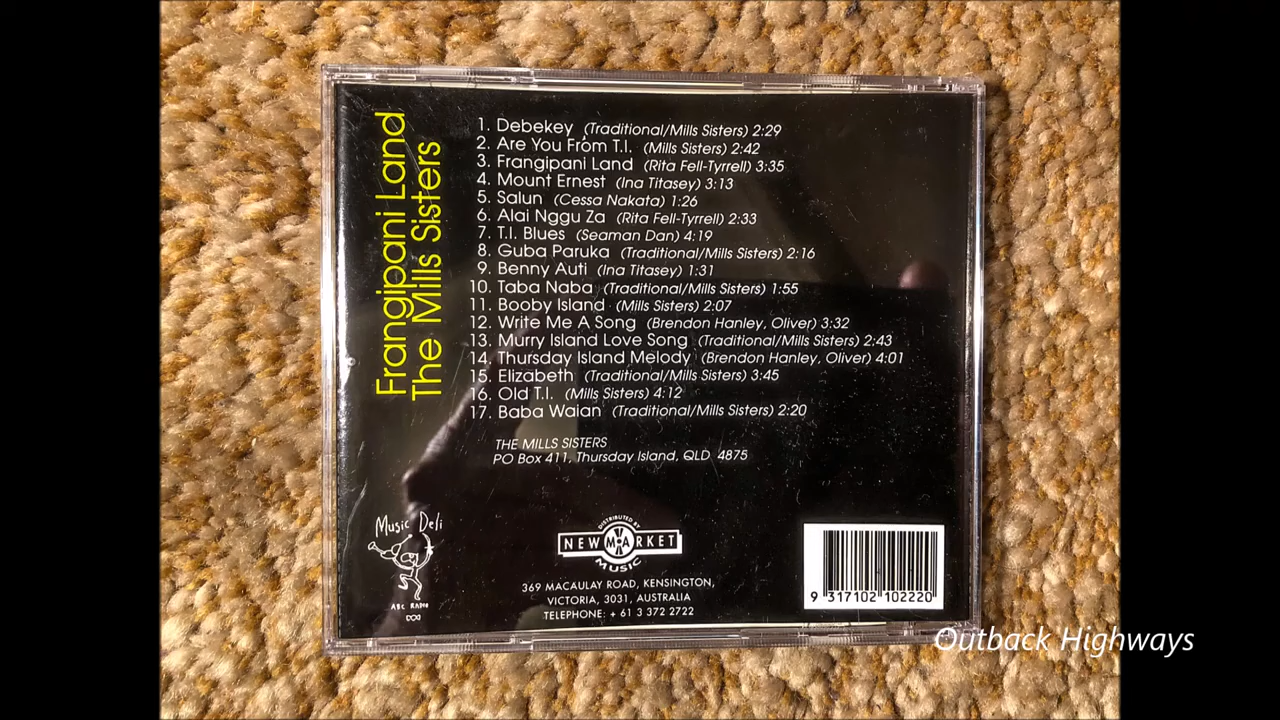 Frangipani Land
The Mills Sisters
1. Debekey (Traditional/Mills Sisters) 2:29
2. Are You From T.I. (Mills Sisters) 2:42
3. Frangipani Land (Rita Fell-Tyrrell) 3:35
4. Mount Ernest (Ina Titasey) 3:13
5. Salun (Cessa Nakata) 1:26
6. Alai Nggu Za (Rita Fell-Tyrrell) 2:33
7. T.I. Blues (Seaman Dan) 4:19
8. Guba Paruka (Traditional/Mills Sisters) 2:16
9. Benny Auti (Ina Titasey) 1:31
10. Taba Naba (Traditional/Mills Sisters) 1:55
11. Booby Island (Mills Sisters) 2:07
12. Write Me A Song (Brendon Hanley, Oliver) 3:32
13. Murry Island Love Song (Traditional/Mills Sisters) 2:43
14. Thursday Island Melody (Brendon Hanley, Oliver) 4:01
15. Elizabeth (Traditional/Mills Sisters) 3:45
16. Old T.I. (Mills Sisters) 4:12
17. Baba Waian (Traditional/Mills Sisters) 2:20
THE MILLS SISTERS
PO Box 411, Thursday Island, QLD 4875
Music Deli
ABC RADIO
DISTRIBUTED BY
NEWMARKET
MUSIC
369 MACAULAY ROAD, KENSINGTON,
VICTORIA, 3031, AUSTRALIA
TELEPHONE: + 61 3 372 2722
9 317102 102220
Outback Highways